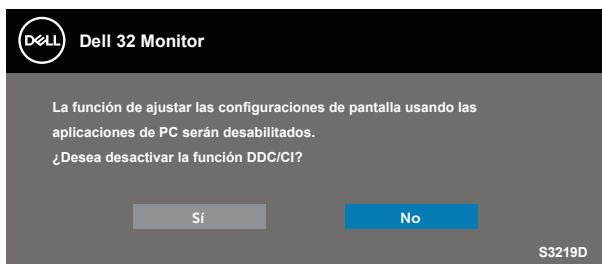 DELL
Dell 32 Monitor
La función de ajustar las configuraciones de pantalla usando las
aplicaciones de PC serán desabilitados.
¿Desea desactivar la función DDC/CI?
Sí No
S3219D